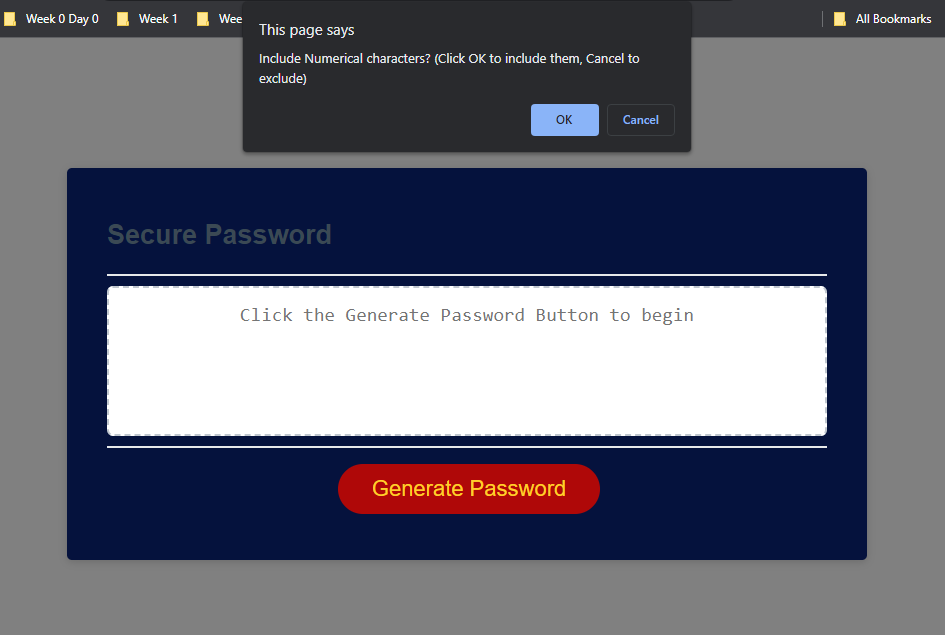 Week 0 Day 0 Week 1 Wee All Bookmarks
This page says
Include Numerical characters? (Click OK to include them, Cancel to
exclude)
OK Cancel
Secure Password
Click the Generate Password Button to begin
Generate Password